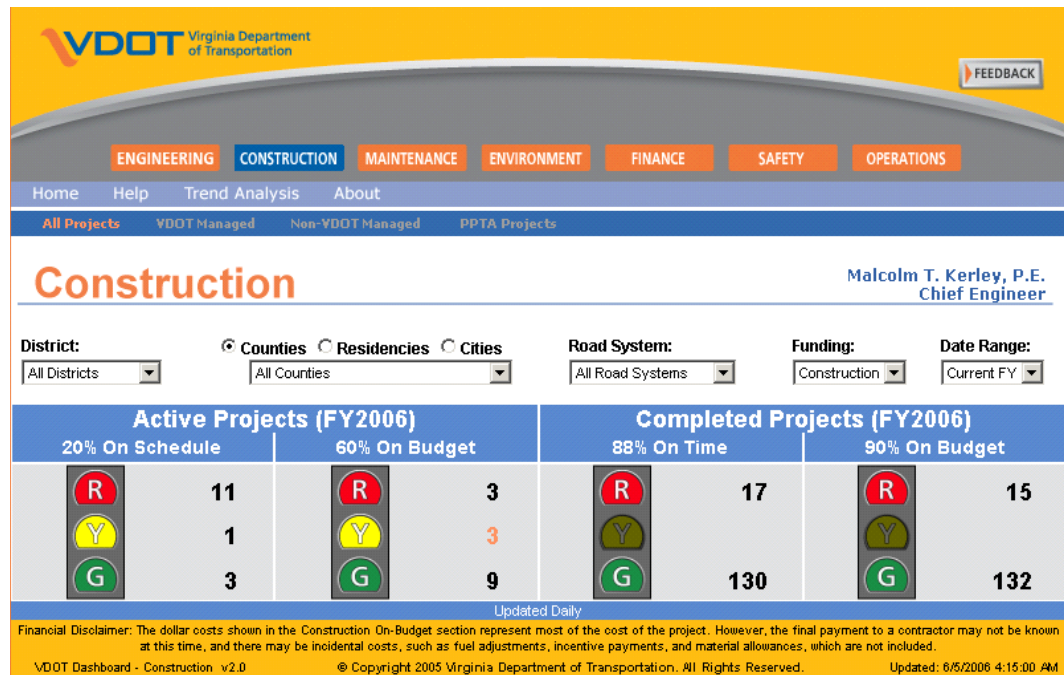 VDOT Virginia Department
of Transportation
FEEDBACK
ENGINEERING CONSTRUCTION MAINTENANCE ENVIRONMENT FINANCE SAFETY OPERATIONS
Home Help Trend Analysis About
All Projects VDOT Managed Non-VDOT Managed PPTA Projects
Construction
Malcolm T. Kerley, P.E.
Chief Engineer
District: Counties Residencies Cities Road System: Funding: Date Range:
All Districts All Counties All Road Systems Construction Current FY
Active Projects (FY2006) Completed Projects (FY2006)
20% On Schedule 60% On Budget 88% On Time 90% On Budget
R 11 R 3 R 17 R 15
Y 1 Y 3 Y Y
G 3 G 9 G 130 G 132
Updated Daily
Financial Disclaimer: The dollar costs shown in the Construction On-Budget section represent most of the cost of the project. However, the final payment to a contractor may not be known
at this time, and there may be incidental costs, such as fuel adjustments, incentive payments, and material allowances, which are not included.
VDOT Dashboard - Construction v2.0 © Copyright 2005 Virginia Department of Transportation. All Rights Reserved. Updated: 6/5/2006 4:15:00 AM